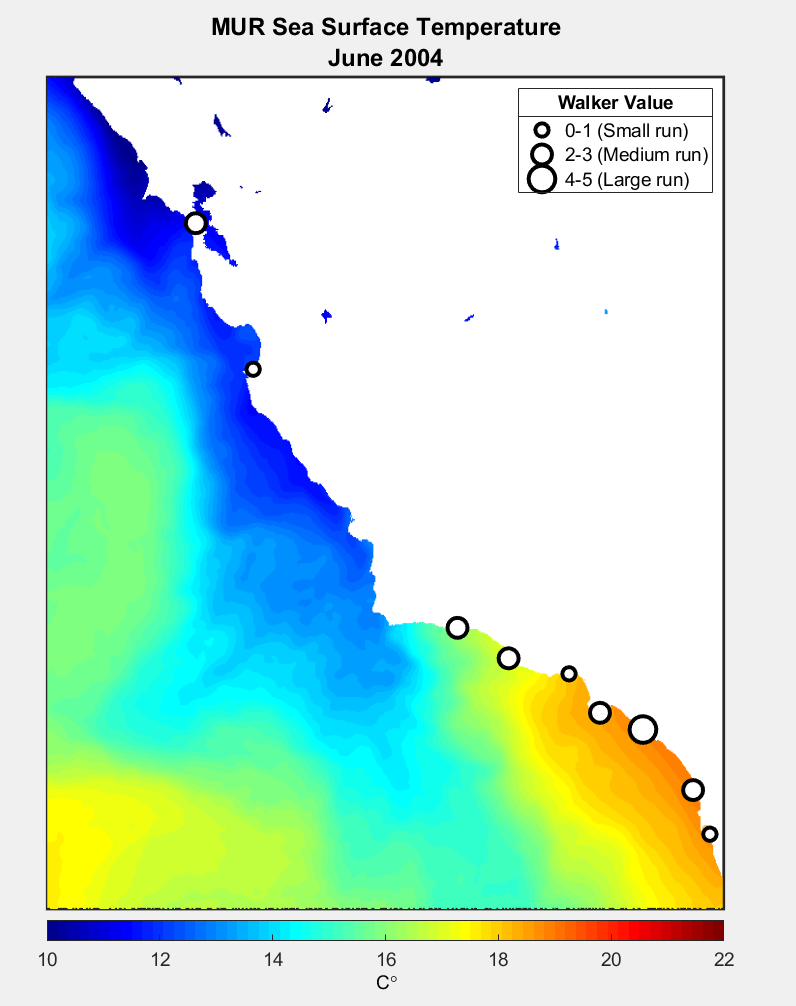 MUR Sea Surface Temperature
June 2004
Walker Value
0-1 (Small run)
2-3 (Medium run)
4-5 (Large run)
10 12 14 16 18 20 22
C°